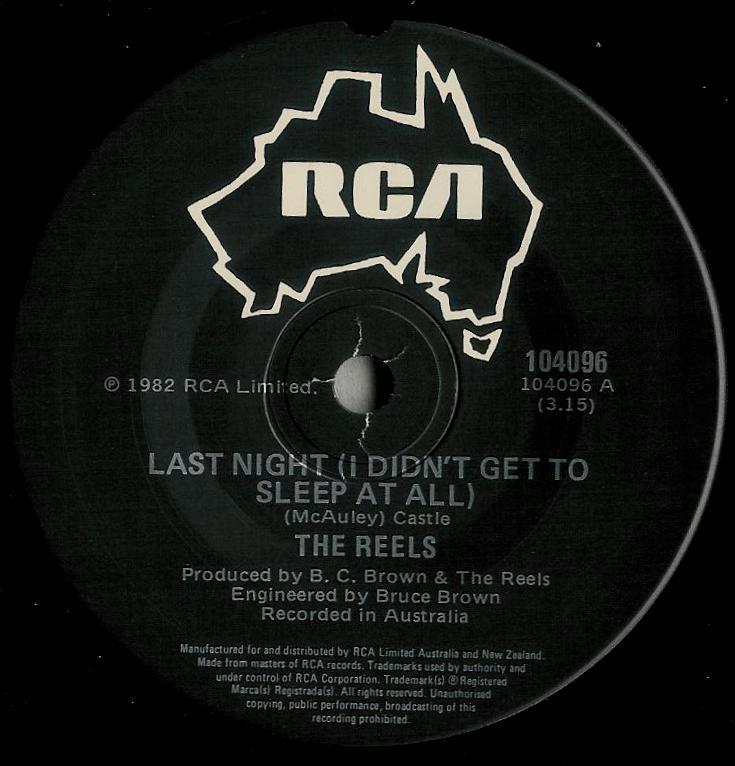 RCA
104096
℗ 1982 RCA Limited.
104096 A
(3.15)
LAST NIGHT (I DIDN'T GET TO
SLEEP AT ALL)
(McAuley) Castle
THE REELS
Produced by B. C. Brown & The Reels
Engineered by Bruce Brown
Recorded in Australia
Manufactured for and distributed by RCA Limited Australia and New Zealand.
Made from masters of RCA records. Trademarks used by authority and
under control of RCA Corporation. Trademark(s) ® Registered
Marca(s) Registrada(s). All rights reserved. Unauthorised
copying, public performance, broadcasting of this
recording prohibited.